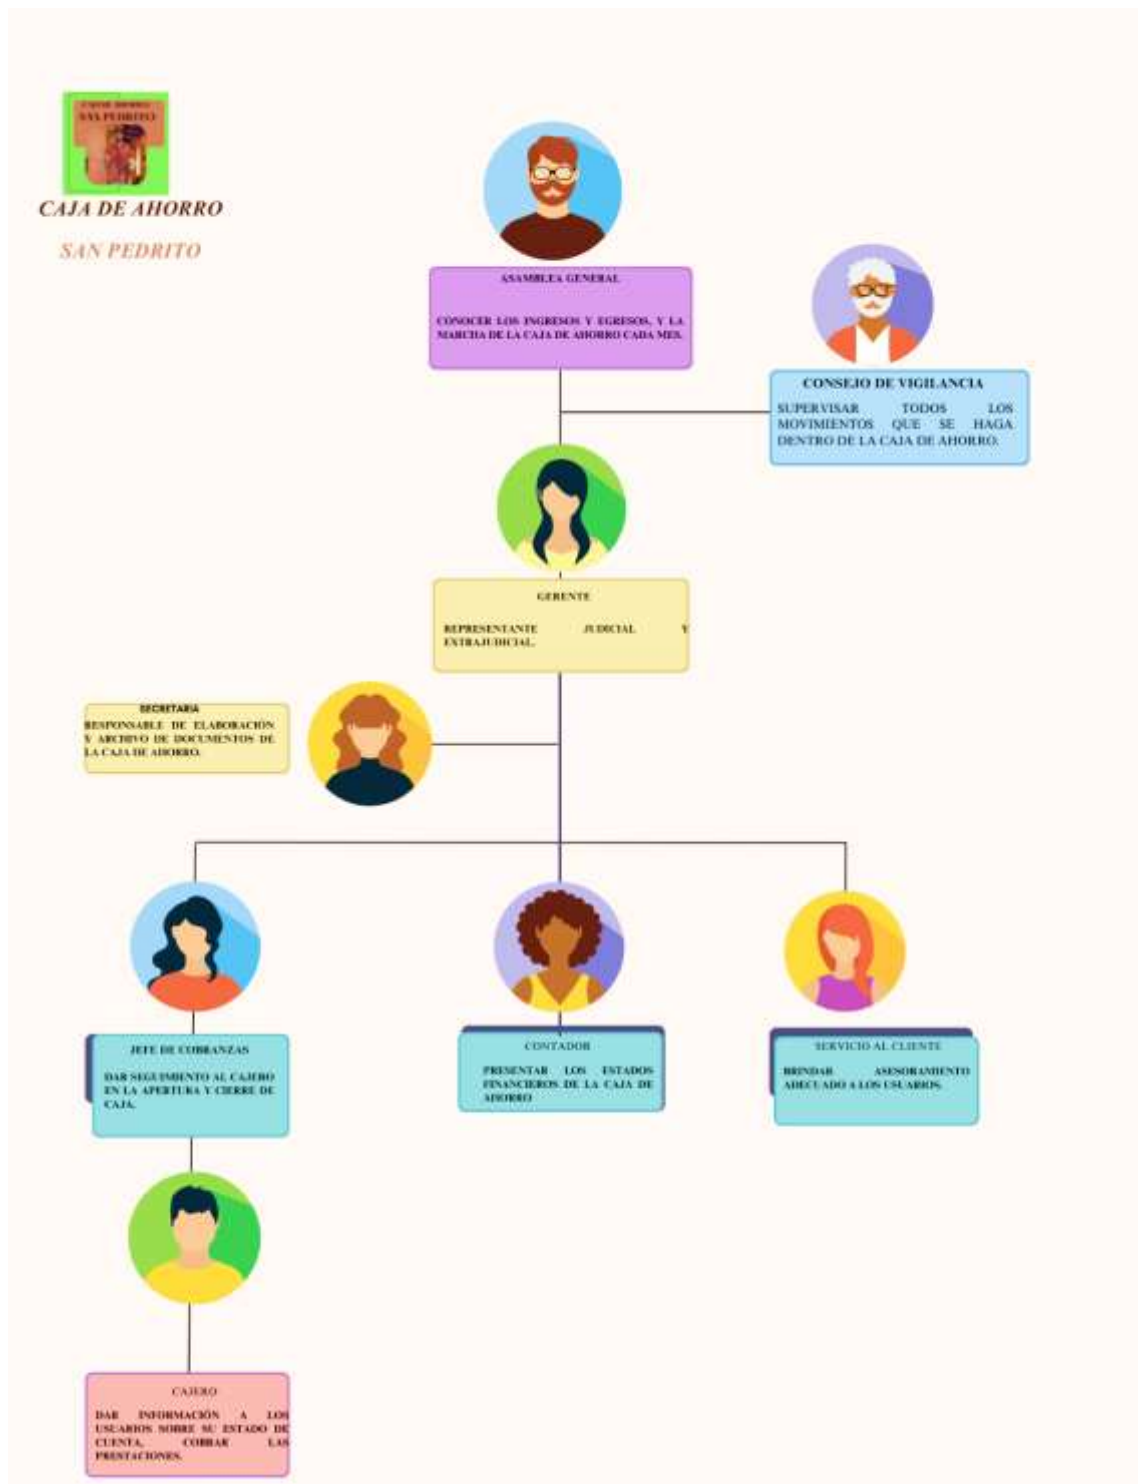 CAJA DE AHORRO
SAN PEDRITO
CAJA DE AHORRO
SAN PEDRITO
ASAMBLEA GENERAL
CONOCER LOS INGRESOS Y EGRESOS, Y LA
MARCHA DE LA CAJA DE AHORRO CADA MES.
CONSEJO DE VIGILANCIA
SUPERVISAR TODOS LOS
MOVIMIENTOS QUE SE HAGA
DENTRO DE LA CAJA DE AHORRO.
GERENTE
REPRESENTANTE JUDICIAL Y
EXTRAJUDICIAL.
SECRETARIA
RESPONSABLE DE ELABORACIÓN
Y ARCHIVO DE DOCUMENTOS DE
LA CAJA DE AHORRO.
JEFE DE COBRANZAS
DAR SEGUIMIENTO AL CAJERO
EN LA APERTURA Y CIERRE DE
CAJA.
CONTADOR
PRESENTAR LOS ESTADOS
FINANCIEROS DE LA CAJA DE
AHORRO
SERVICIO AL CLIENTE
BRINDAR ASESORAMIENTO
ADECUADO A LOS USUARIOS.
CAJERO
DAR INFORMACIÓN A LOS
USUARIOS SOBRE SU ESTADO DE
CUENTA, COBRAR LAS
PRESTACIONES.